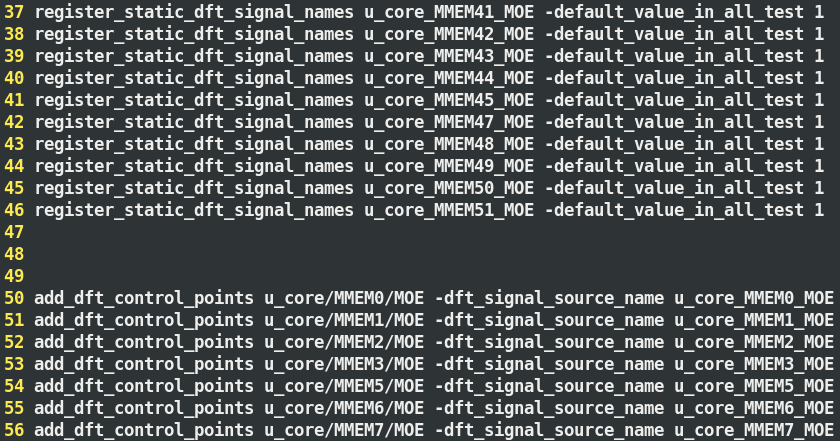 37 register_static_dft_signal_names u_core_MMEM41_MOE -default_value_in_all_test 1
38 register_static_dft_signal_names u_core_MMEM42_MOE -default_value_in_all_test 1
39 register_static_dft_signal_names u_core_MMEM43_MOE -default_value_in_all_test 1
40 register_static_dft_signal_names u_core_MMEM44_MOE -default_value_in_all_test 1
41 register_static_dft_signal_names u_core_MMEM45_MOE -default_value_in_all_test 1
42 register_static_dft_signal_names u_core_MMEM47_MOE -default_value_in_all_test 1
43 register_static_dft_signal_names u_core_MMEM48_MOE -default_value_in_all_test 1
44 register_static_dft_signal_names u_core_MMEM49_MOE -default_value_in_all_test 1
45 register_static_dft_signal_names u_core_MMEM50_MOE -default_value_in_all_test 1
46 register_static_dft_signal_names u_core_MMEM51_MOE -default_value_in_all_test 1
47
48
49
50 add_dft_control_points u_core/MMEM0/MOE -dft_signal_source_name u_core_MMEM0_MOE
51 add_dft_control_points u_core/MMEM1/MOE -dft_signal_source_name u_core_MMEM1_MOE
52 add_dft_control_points u_core/MMEM2/MOE -dft_signal_source_name u_core_MMEM2_MOE
53 add_dft_control_points u_core/MMEM3/MOE -dft_signal_source_name u_core_MMEM3_MOE
54 add_dft_control_points u_core/MMEM5/MOE -dft_signal_source_name u_core_MMEM5_MOE
55 add_dft_control_points u_core/MMEM6/MOE -dft_signal_source_name u_core_MMEM6_MOE
56 add_dft_control_points u_core/MMEM7/MOE -dft_signal_source_name u_core_MMEM7_MOE